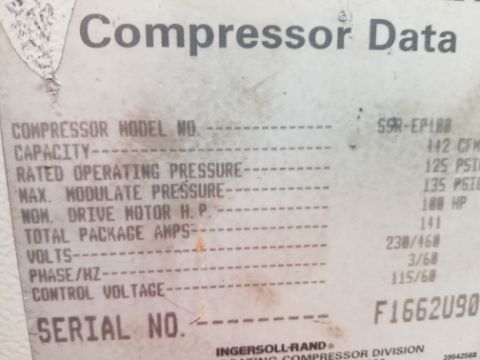 Compressor Data
COMPRESSOR MODEL NO. SSR-EP100
CAPACITY 442 CFM
RATED OPERATING PRESSURE 125 PSI
MAX. MODULATE PRESSURE 135 PSIG
NOM. DRIVE MOTOR H.P. 100 HP
TOTAL PACKAGE AMPS 141
VOLTS 230/460
PHASE/HZ 3/60
CONTROL VOLTAGE 115/60
SERIAL NO. F1662U90
INGERSOLL-RAND®
COMPRESSOR DIVISION
39542568